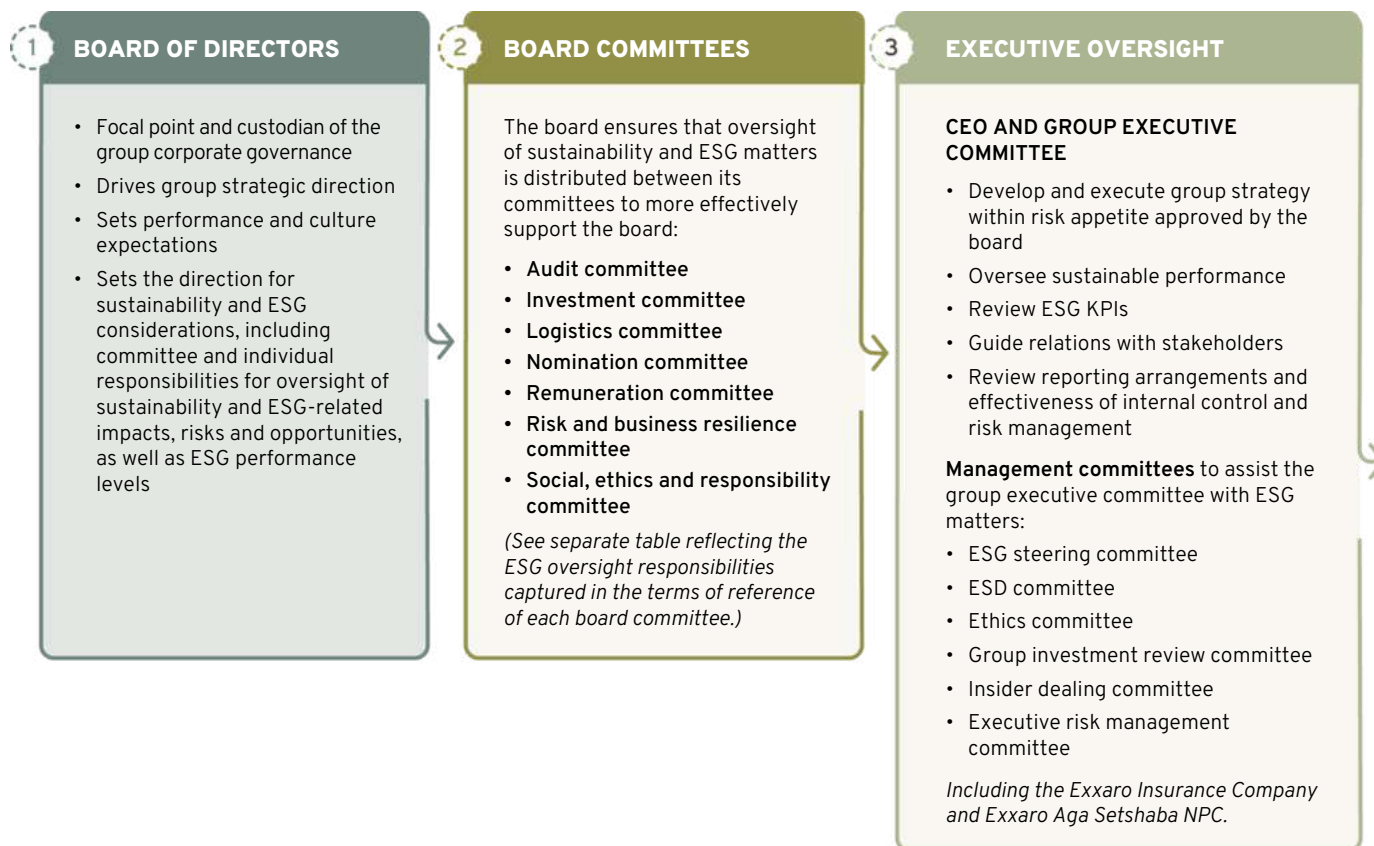 1
BOARD OF DIRECTORS
• Focal point and custodian of the
group corporate governance
• Drives group strategic direction
• Sets performance and culture
expectations
• Sets the direction for
sustainability and ESG
considerations, including
committee and individual
responsibilities for oversight of
sustainability and ESG-related
impacts, risks and opportunities,
as well as ESG performance
levels
2
BOARD COMMITTEES
The board ensures that oversight
of sustainability and ESG matters
is distributed between its
committees to more effectively
support the board:
• Audit committee
• Investment committee
• Logistics committee
• Nomination committee
• Remuneration committee
• Risk and business resilience
committee
• Social, ethics and responsibility
committee
(See separate table reflecting the
ESG oversight responsibilities
captured in the terms of reference
of each board committee.)
3
EXECUTIVE OVERSIGHT
CEO AND GROUP EXECUTIVE
COMMITTEE
• Develop and execute group strategy
within risk appetite approved by the
board
• Oversee sustainable performance
• Review ESG KPIs
• Guide relations with stakeholders
• Review reporting arrangements and
effectiveness of internal control and
risk management
Management committees to assist the
group executive committee with ESG
matters:
• ESG steering committee
• ESD committee
• Ethics committee
• Group investment review committee
• Insider dealing committee
• Executive risk management
committee
Including the Exxaro Insurance Company
and Exxaro Aga Setshaba NPC.